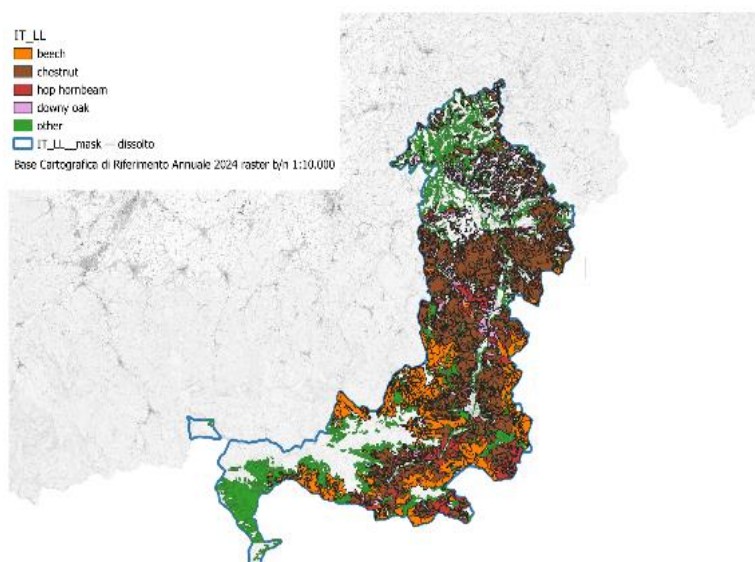 IT_LL
beech
chestnut
hop hornbeam
downy oak
other
IT_LL__mask — dissolto
Base Cartografica di Riferimento Annuale 2024 raster b/n 1:10.000